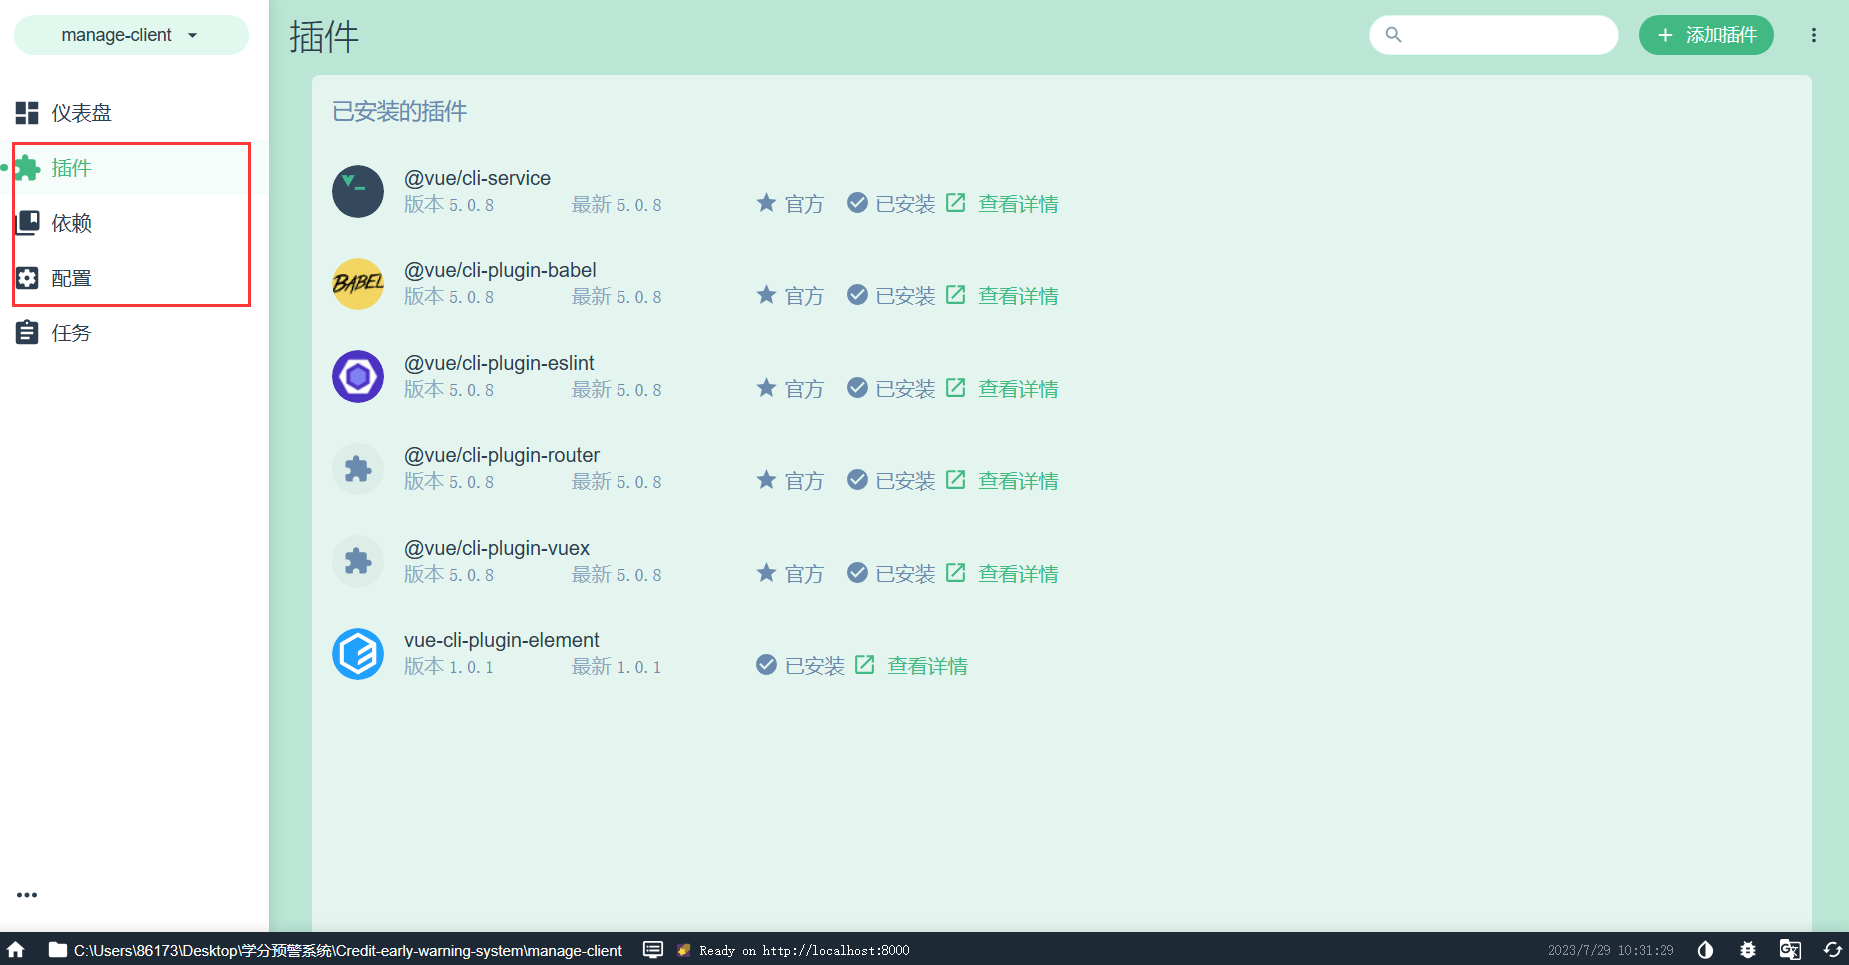 manage-client
仪表盘
插件
依赖
配置
任务
插件
添加插件
已安装的插件
@vue/cli-service
版本 5.0.8 最新 5.0.8 官方 已安装 查看详情
BABEL
@vue/cli-plugin-babel
版本 5.0.8 最新 5.0.8 官方 已安装 查看详情
@vue/cli-plugin-eslint
版本 5.0.8 最新 5.0.8 官方 已安装 查看详情
@vue/cli-plugin-router
版本 5.0.8 最新 5.0.8 官方 已安装 查看详情
@vue/cli-plugin-vuex
版本 5.0.8 最新 5.0.8 官方 已安装 查看详情
vue-cli-plugin-element
版本 1.0.1 最新 1.0.1 已安装 查看详情
C:\Users\86173\Desktop\学分预警系统\Credit-early-warning-system\manage-client Ready on http://localhost:8000 2023/7/29 10:31:29